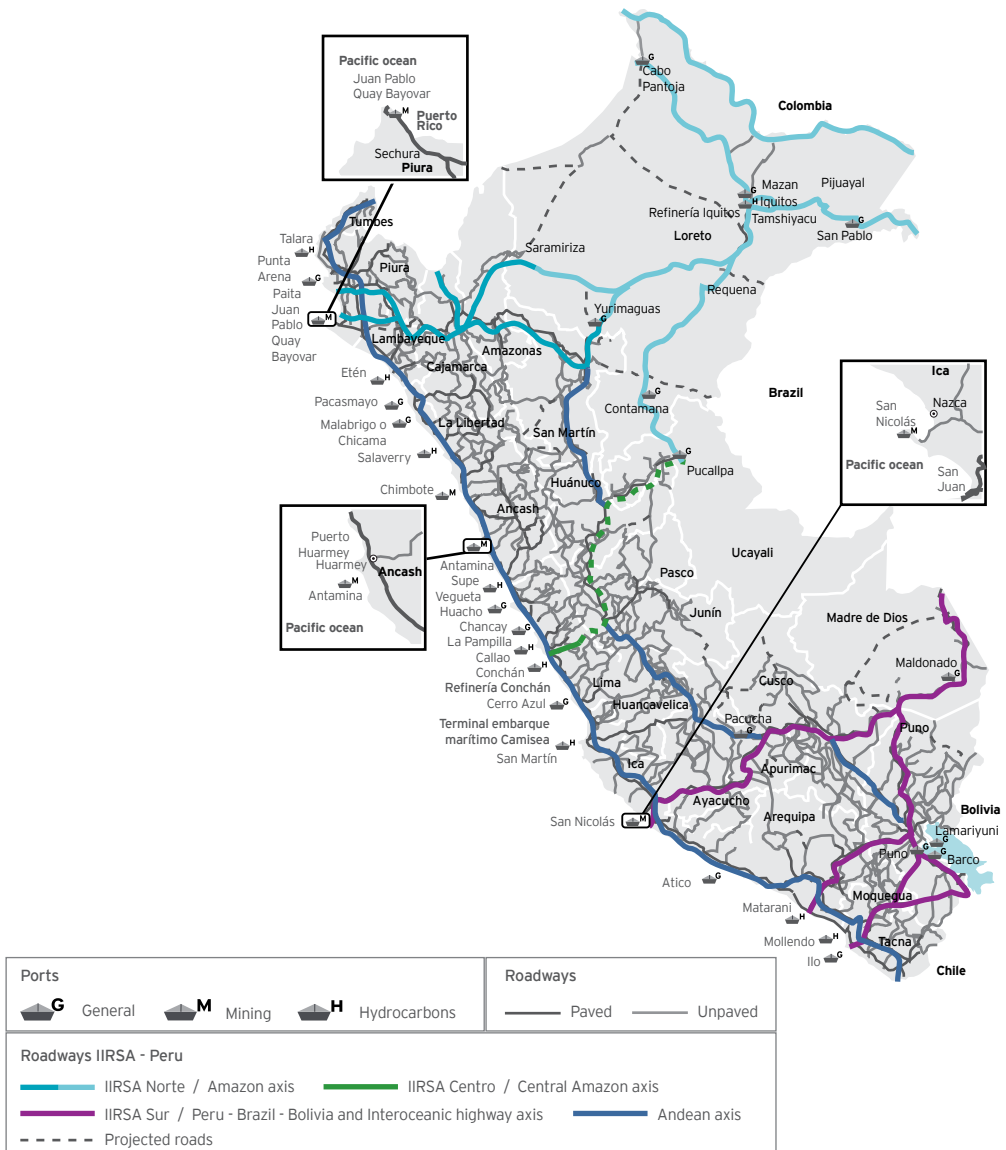 Pacific ocean
Juan Pablo
Quay Bayovar
M
Puerto
Rico
Sechura
Piura
G
Cabo
Pantoja
Colombia
G
Mazan
H
Iquitos
Refinería Iquitos
Tamshiyacu
Pijuayal
G
San Pablo
Loreto
Tumbes
Talara
H
Punta
Arena
G
Paita
Juan
Pablo
M
Quay
Bayovar
Piura
Saramiriza
Requena
Yurimaguas
G
Lambayeque
Amazonas
Cajamarca
Etén
H
Brazil
Contamana
G
Pacasmayo
G
Malabrigo o
Chicama
G
Salaverry
H
La Libertad
San Martín
Pucallpa
G
Chimbote
M
Huánuco
Ancash
Ica
Nazca
San
Nicolás
M
Pacific ocean
San
Juan
Puerto
Huarmey
Huarmey
Ancash
M
Antamina
Pacific ocean
M
Antamina
Supe
H
Vegueta
Huacho
G
Chancay
G
La Pampilla
H
Callao
Conchán
H
Refinería Conchán
Cerro Azul
G
Terminal embarque
marítimo Camisea
H
San Martín
Ucayali
Pasco
Junín
Madre de Dios
Maldonado
G
Lima
Cusco
Huancavelica
Pacucha
G
Puno
Ica
Apurimac
Ayacucho
Arequipa
San Nicolás
M
Bolivia
Lamariyuni
G
Puno
G
G
Barco
Atico
G
Moquegua
Matarani
H
Mollendo
H
Tacna
Ilo
G
Chile
Ports
G
General
M
Mining
H
Hydrocarbons
Roadways
Paved
Unpaved
Roadways IIRSA - Peru
IIRSA Norte / Amazon axis
IIRSA Centro / Central Amazon axis
IIRSA Sur / Peru - Brazil - Bolivia and Interoceanic highway axis
Andean axis
Projected roads